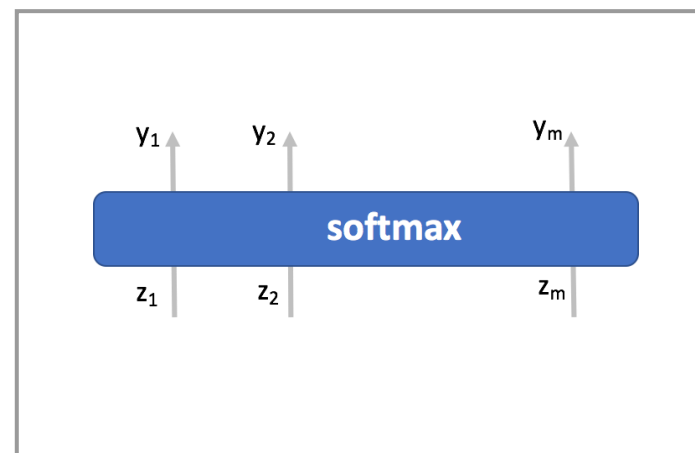 y₁ y₂ yₘ
softmax
z₁ z₂ zₘ